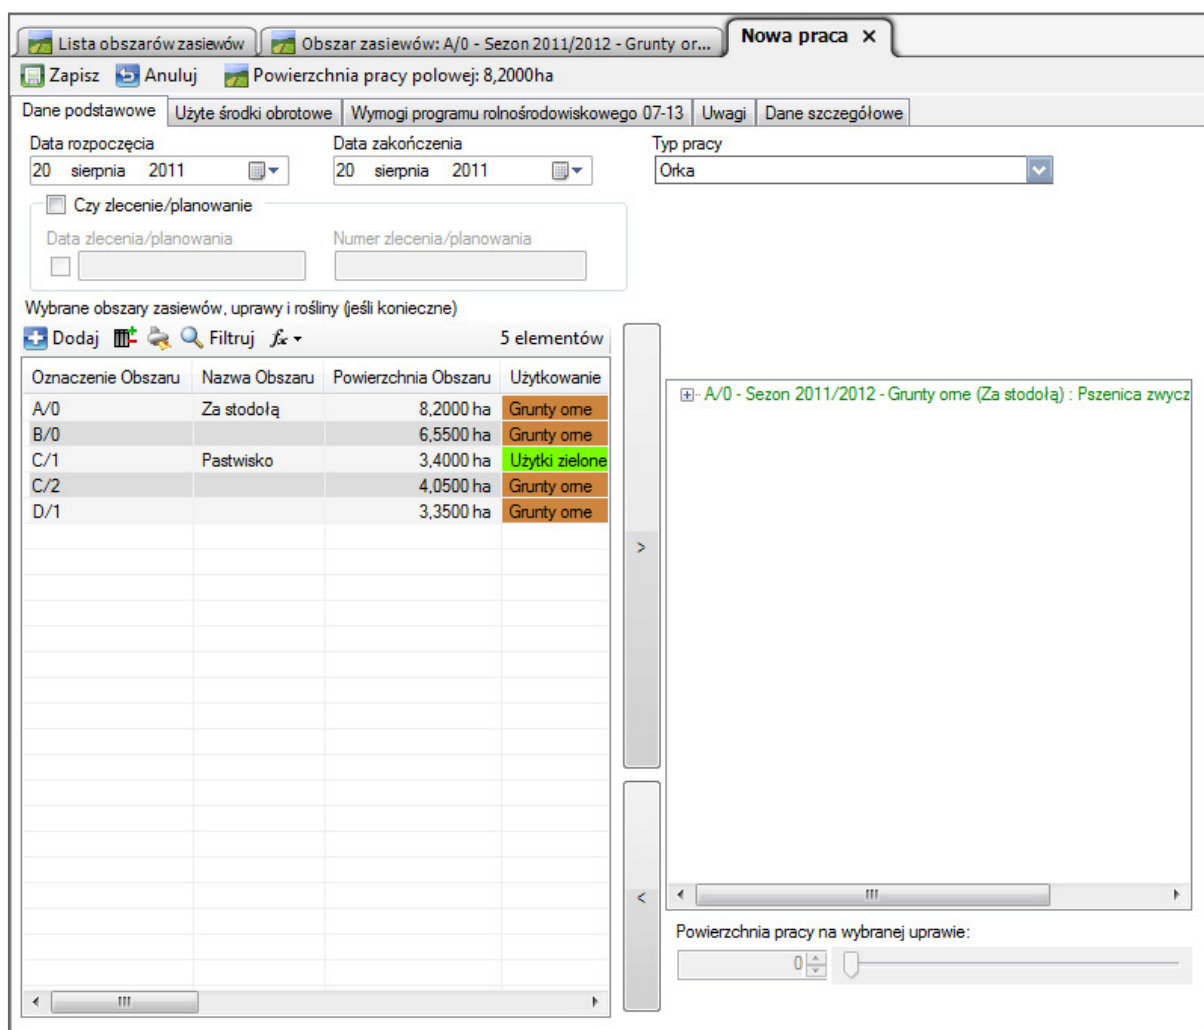 Lista obszarów zasiewów Obszar zasiewów: A/0 - Sezon 2011/2012 - Grunty or... Nowa praca ×
Zapisz Anuluj Powierzchnia pracy polowej: 8,2000ha
Dane podstawowe Użyte środki obrotowe Wymogi programu rolnośrodowiskowego 07-13 Uwagi Dane szczegółowe
Data rozpoczęcia Data zakończenia Typ pracy
20 sierpnia 2011 20 sierpnia 2011 Orka
Czy zlecenie/planowanie
Data zlecenia/planowania Numer zlecenia/planowania
Wybrane obszary zasiewów, uprawy i rośliny (jeśli konieczne)
Dodaj Filtruj fx 5 elementów
Oznaczenie Obszaru Nazwa Obszaru Powierzchnia Obszaru Użytkowanie
A/0 Za stodołą 8,2000 ha Grunty orne
B/0 6,5500 ha Grunty orne
C/1 Pastwisko 3,4000 ha Użytki zielone
C/2 4,0500 ha Grunty orne
D/1 3,3500 ha Grunty orne
A/0 - Sezon 2011/2012 - Grunty orne (Za stodołą) : Pszenica zwycz
>
<
Powierzchnia pracy na wybranej uprawie:
0